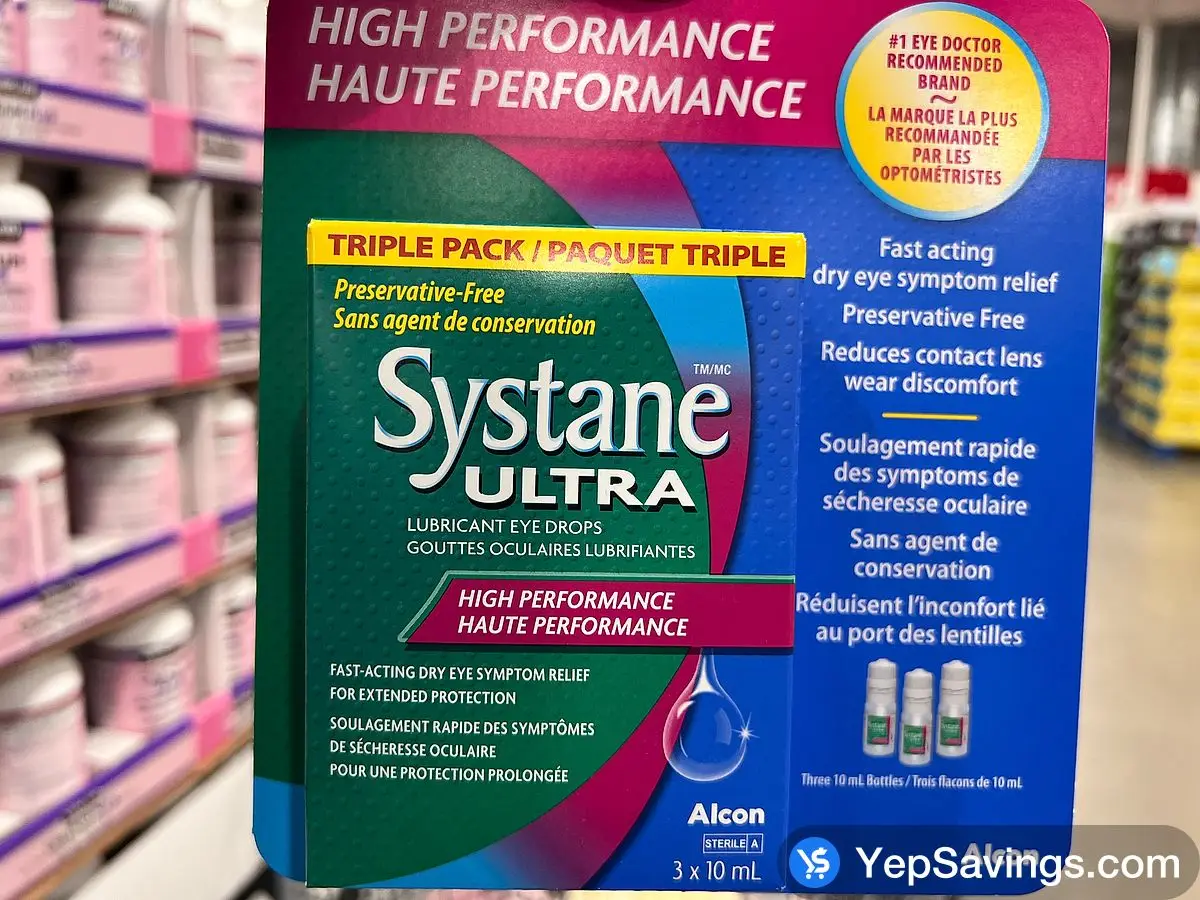 HIGH PERFORMANCE
HAUTE PERFORMANCE
#1 EYE DOCTOR
RECOMMENDED
BRAND
~
LA MARQUE LA PLUS
RECOMMANDÉE
PAR LES
OPTOMÉTRISTES
TRIPLE PACK / PAQUET TRIPLE
Preservative-Free
Sans agent de conservation
Systane TM/MC
ULTRA
LUBRICANT EYE DROPS
GOUTTES OCULAIRES LUBRIFIANTES
HIGH PERFORMANCE
HAUTE PERFORMANCE
FAST-ACTING DRY EYE SYMPTOM RELIEF
FOR EXTENDED PROTECTION
SOULAGEMENT RAPIDE DES SYMPTÔMES
DE SÉCHERESSE OCULAIRE
POUR UNE PROTECTION PROLONGÉE
Alcon
STERILE A
3 x 10 mL
Fast acting
dry eye symptom relief
Preservative Free
Reduces contact lens
wear discomfort
Soulagement rapide
des symptoms de
sécheresse oculaire
Sans agent de
conservation
Réduisent l'inconfort lié
au port des lentilles
Systane
Systane
Systane
Three 10 mL Bottles / Trois flacons de 10 mL
Alcon
YepSavings.com